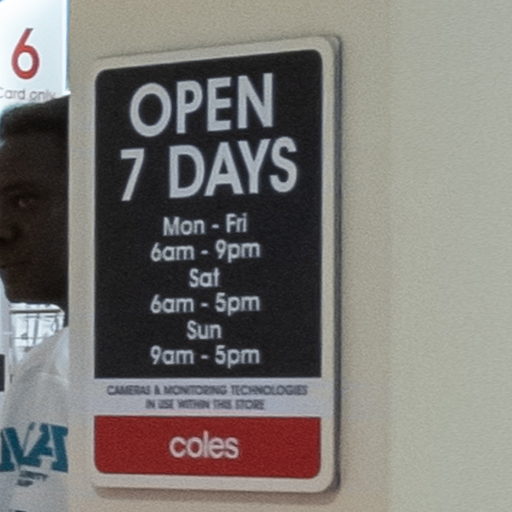 6
Card only
OPEN
7 DAYS
Mon - Fri
6am - 9pm
Sat
6am - 5pm
Sun
9am - 5pm
CAMERAS & MONITORING TECHNOLOGIES
IN USE WITHIN THIS STORE
coles